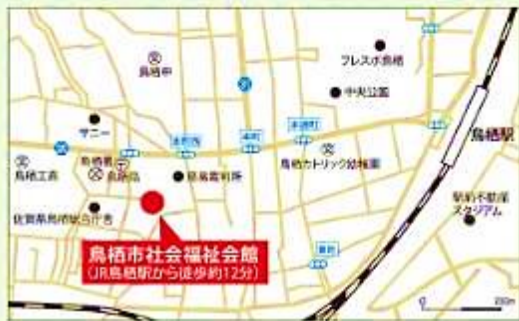 フレスポ鳥栖
鳥栖中
中央公園
サニー
本町
本通町
鳥栖駅
鳥栖工高
鳥栖カトリック幼稚園
簡易裁判所
佐賀県鳥栖総合庁舎
駅前不動産
スタジアム
鳥栖市社会福祉会館
(JR鳥栖駅から徒歩約12分)
0